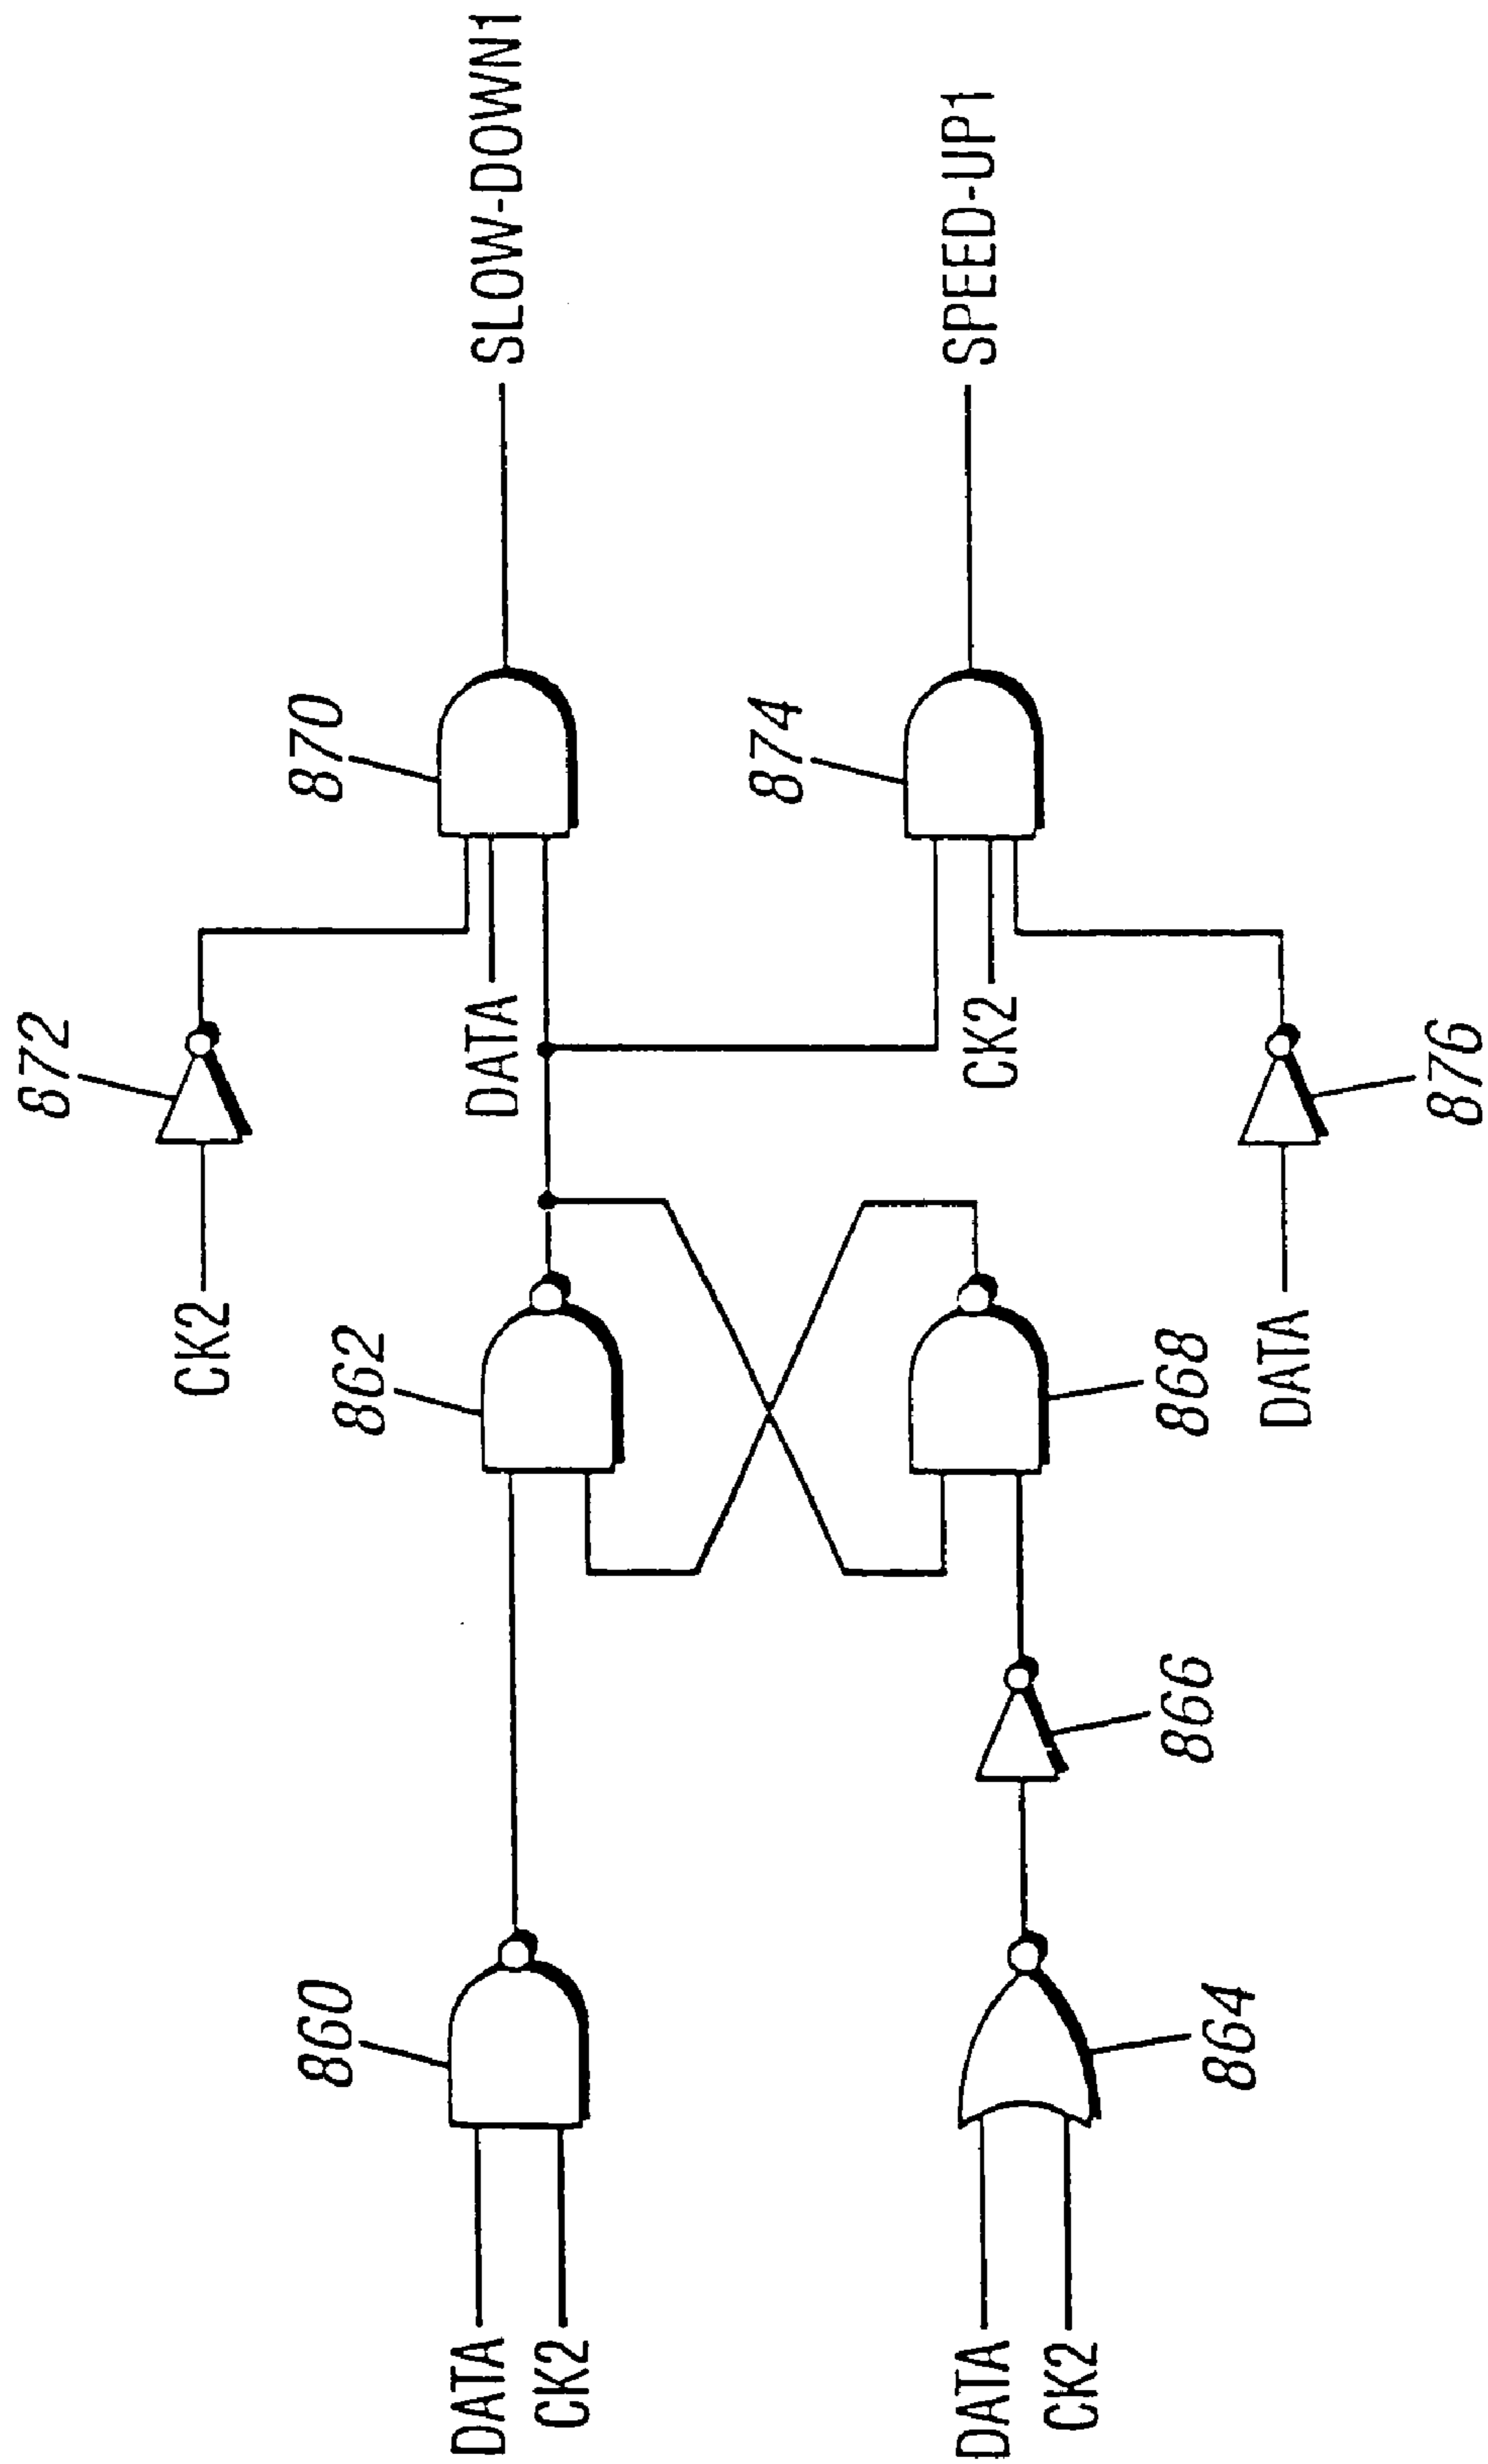 872
CK2
870
SLOW-DOWN1
862
DATA
860
DATA
CK2
874
SPEED-UP1
CK2
868
866
864
DATA
CK2
876
DATA